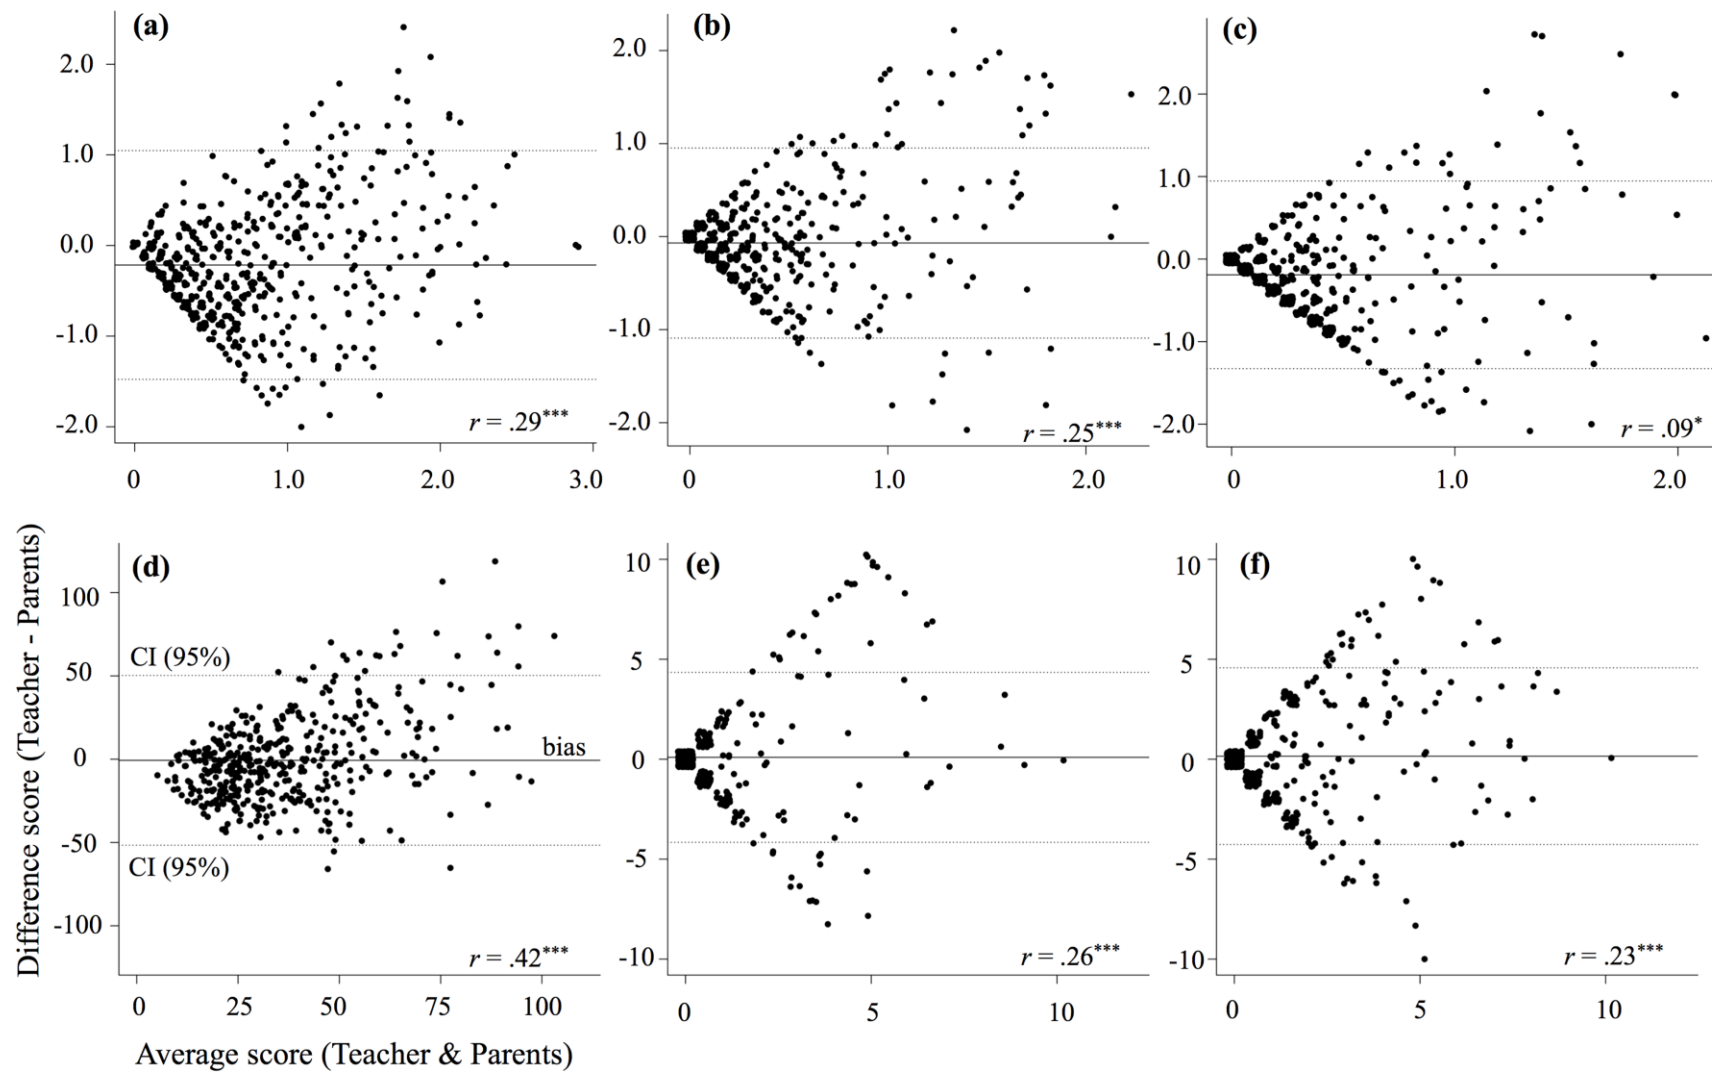 (a)
2.0
1.0
0.0
-1.0
-2.0
r = .29***
0 1.0 2.0 3.0
(b)
2.0
1.0
0.0
-1.0
-2.0
r = .25***
0 1.0 2.0
(c)
2.0
1.0
0.0
-1.0
-2.0
r = .09*
0 1.0 2.0
Difference score (Teacher - Parents)
(d)
100
50
0
-50
-100
CI (95%)
bias
CI (95%)
r = .42***
0 25 50 75 100
(e)
10
5
0
-5
-10
r = .26***
0 5 10
(f)
10
5
0
-5
-10
r = .23***
0 5 10
Average score (Teacher & Parents)